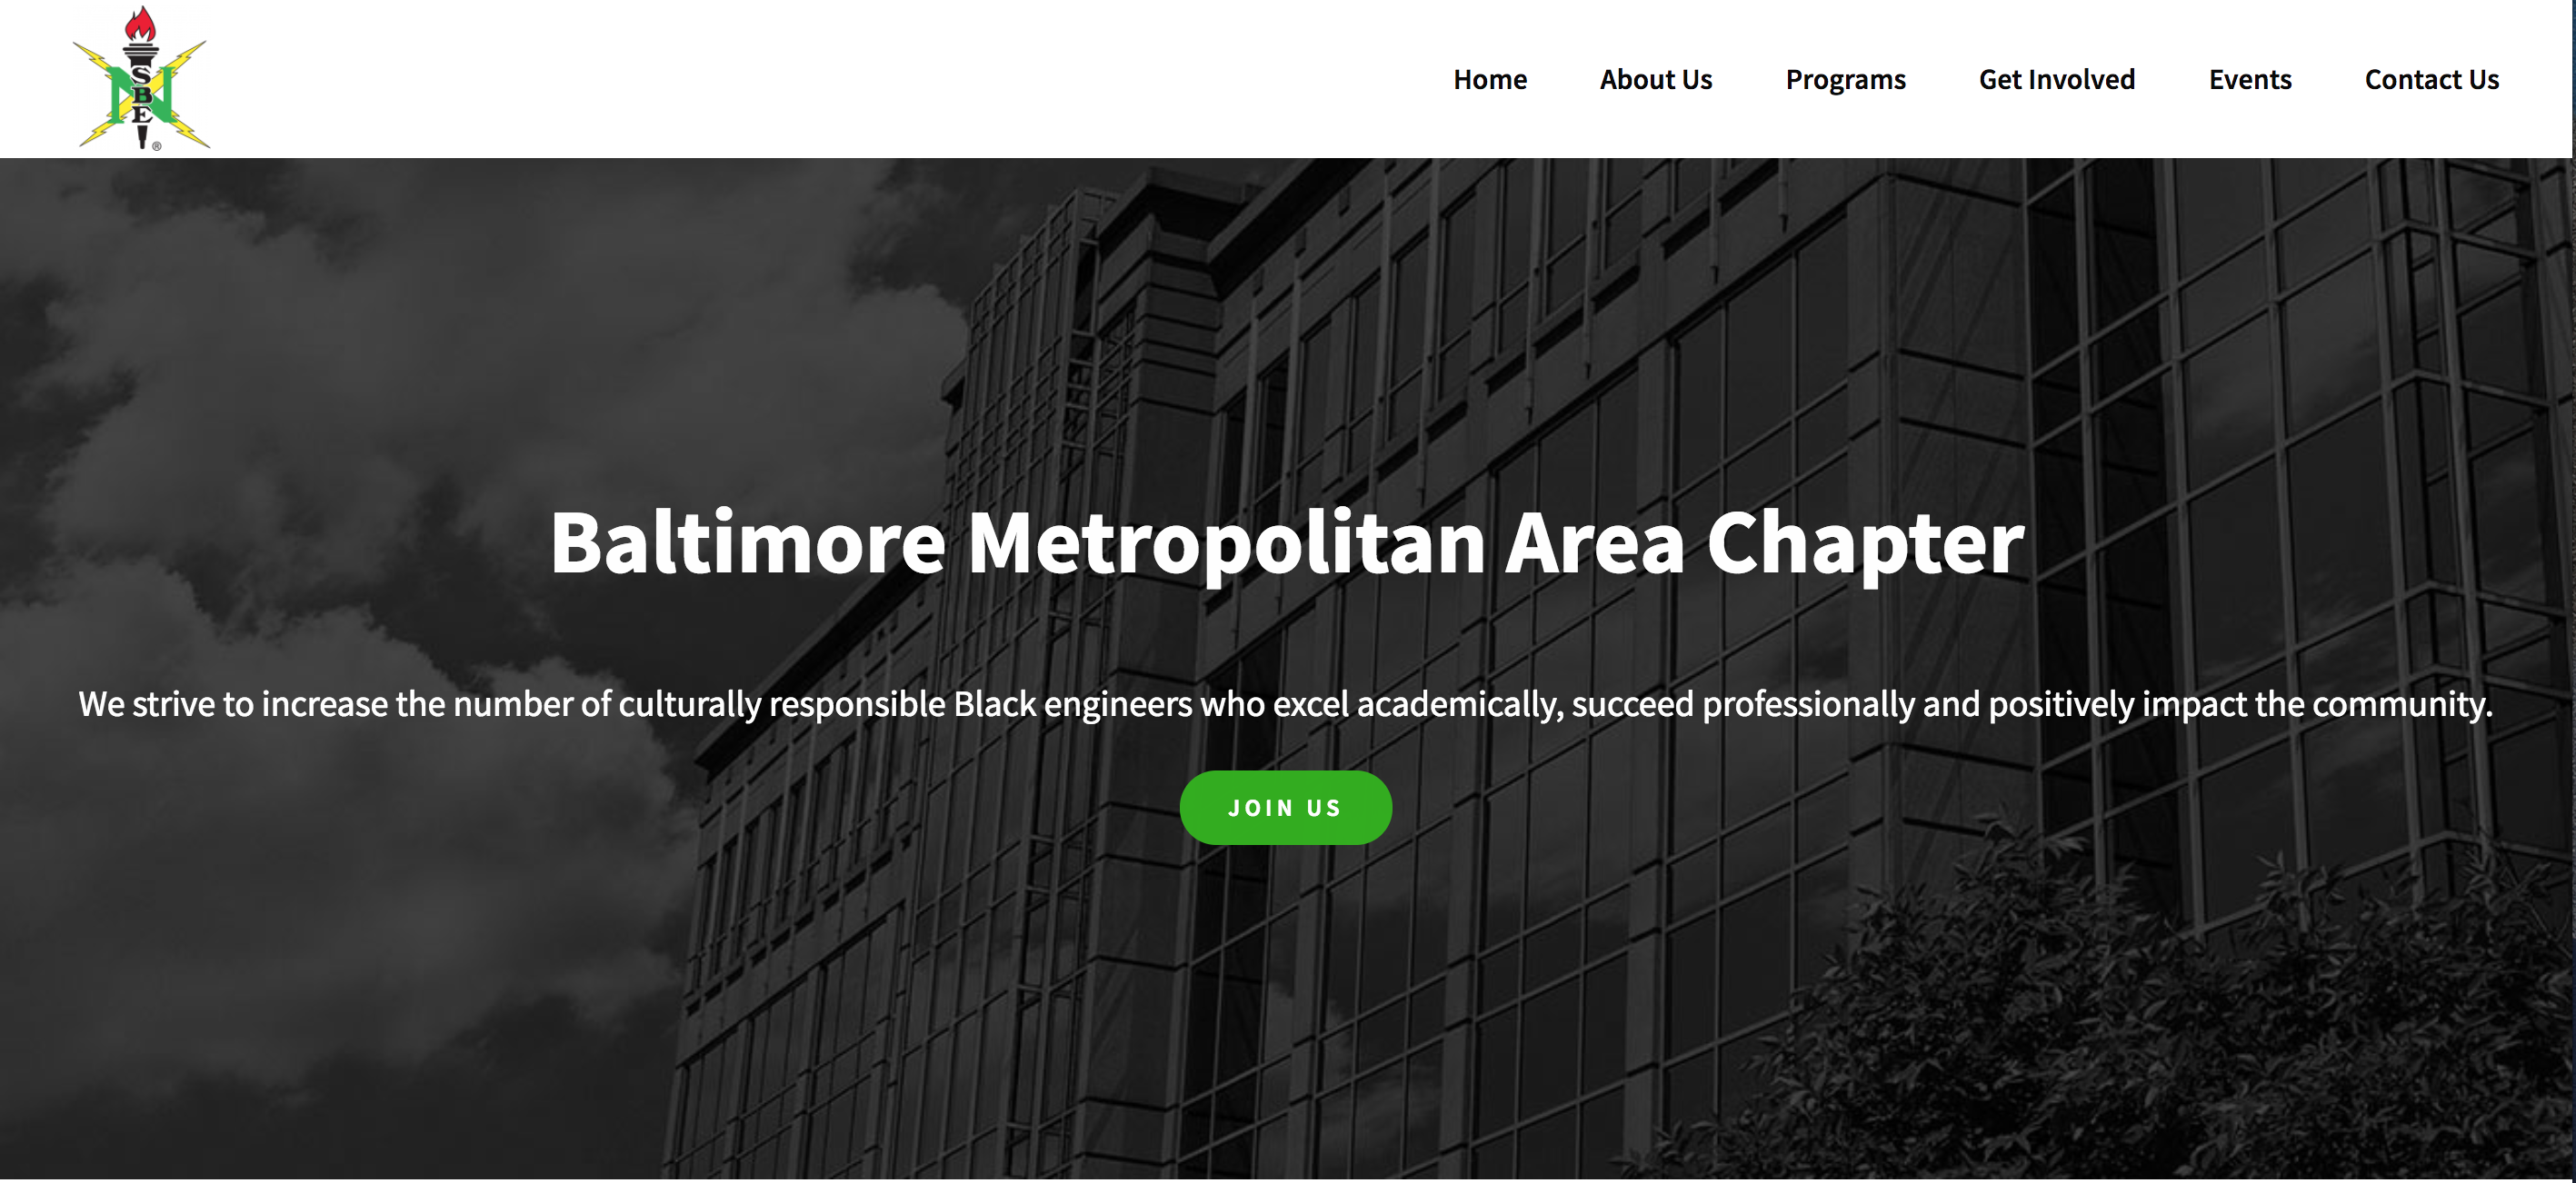 NSBE
®
Home
About Us
Programs
Get Involved
Events
Contact Us
Baltimore Metropolitan Area Chapter
We strive to increase the number of culturally responsible Black engineers who excel academically, succeed professionally and positively impact the community.
JOIN US